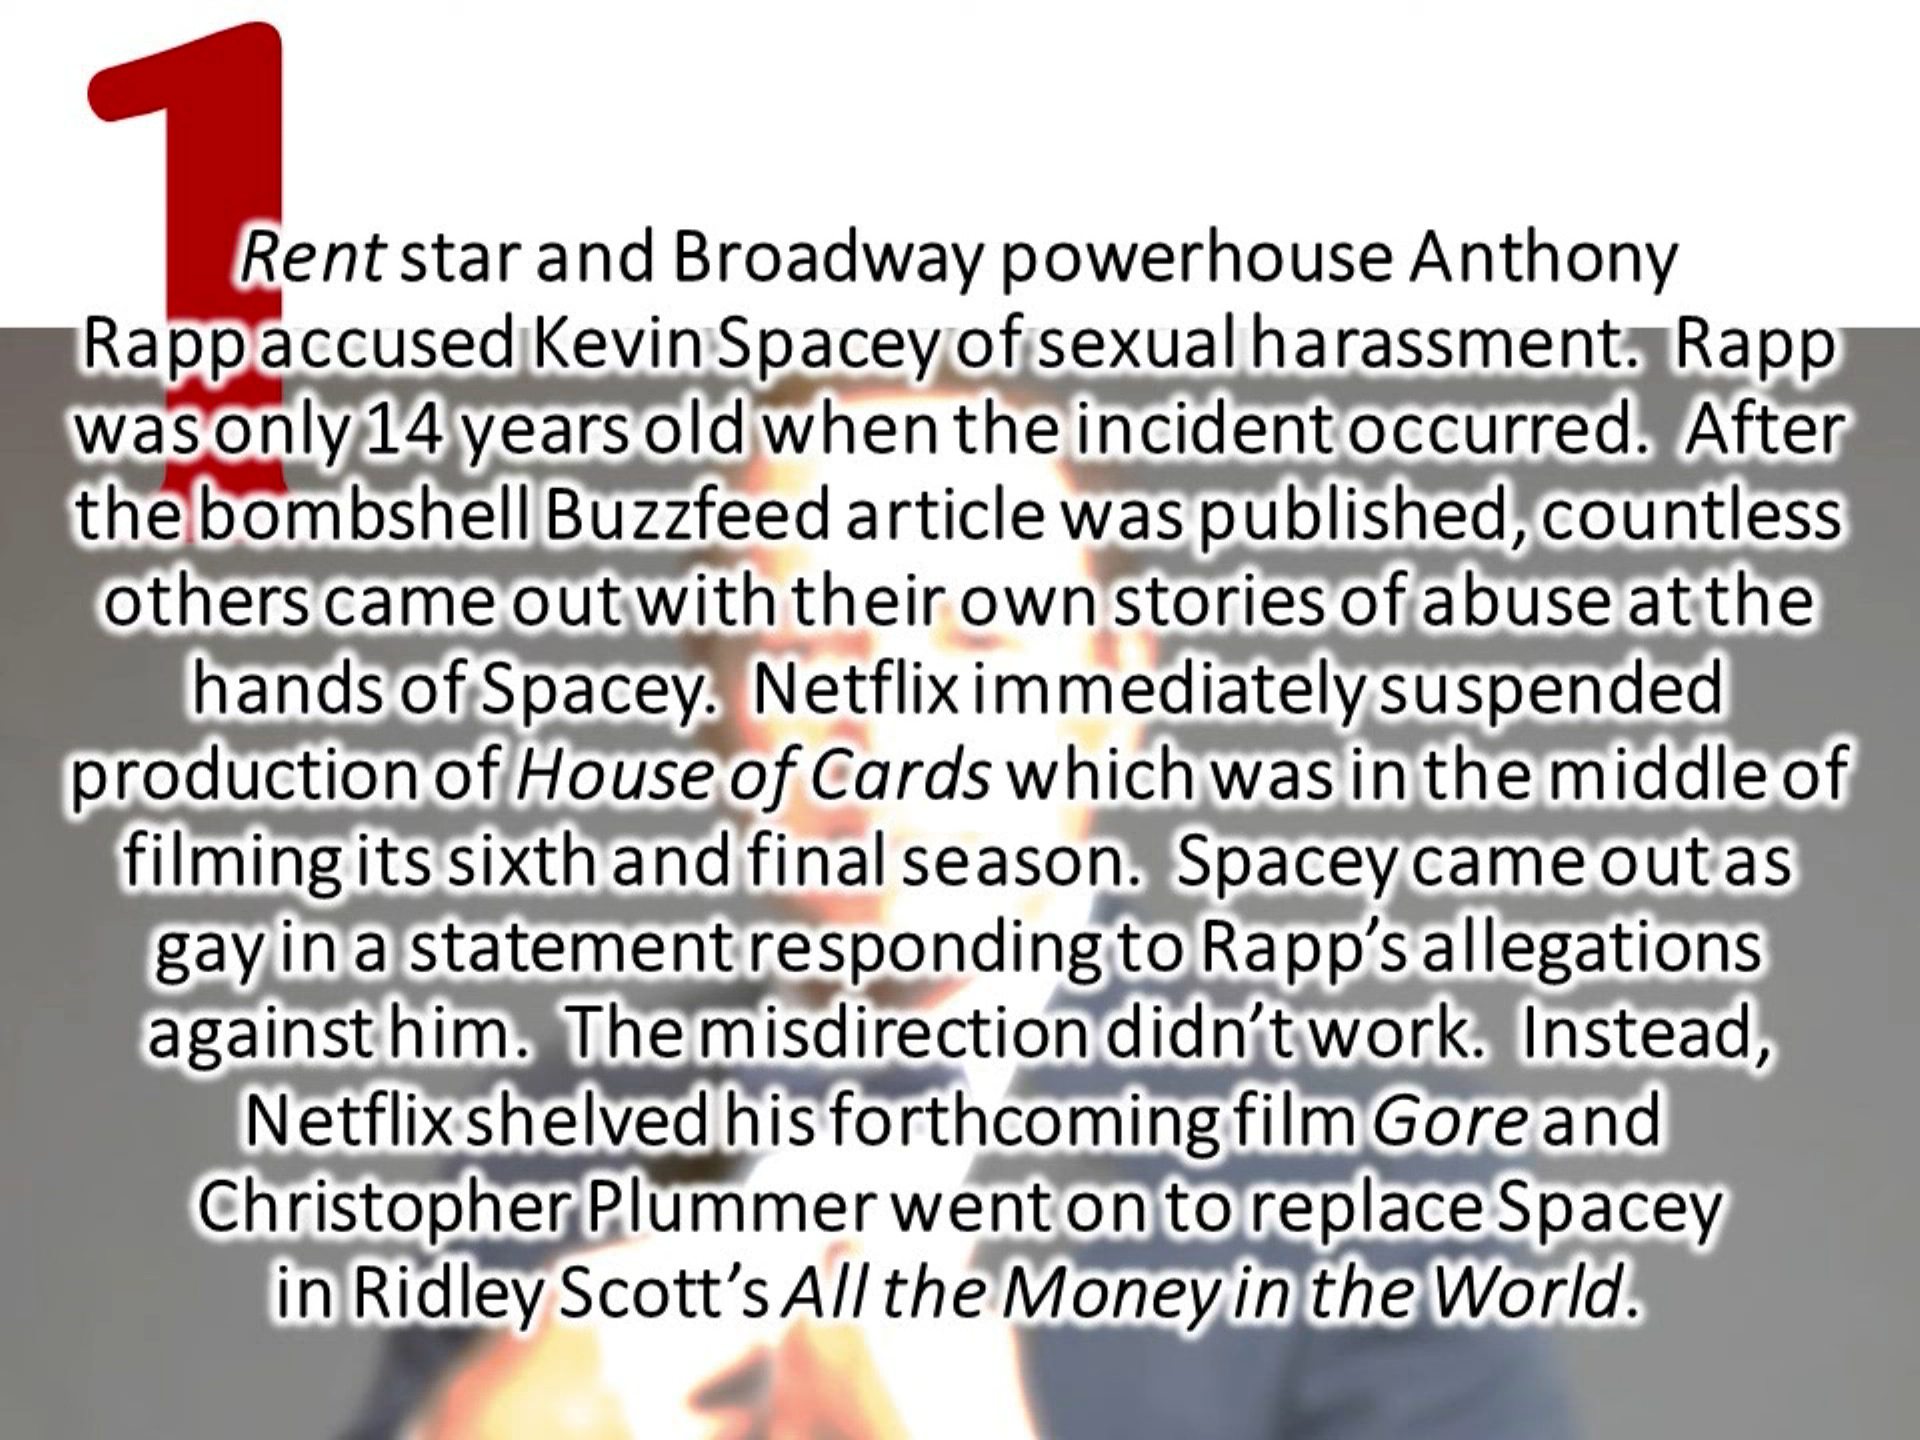 1
Rent star and Broadway powerhouse Anthony
Rapp accused Kevin Spacey of sexual harassment.  Rapp
was only 14 years old when the incident occurred.  After
the bombshell Buzzfeed article was published, countless
others came out with their own stories of abuse at the
hands of Spacey.  Netflix immediately suspended
production of House of Cards which was in the middle of
filming its sixth and final season.  Spacey came out as
gay in a statement responding to Rapp’s allegations
against him.  The misdirection didn’t work.  Instead,
Netflix shelved his forthcoming film Gore and
Christopher Plummer went on to replace Spacey
in Ridley Scott’s All the Money in the World.